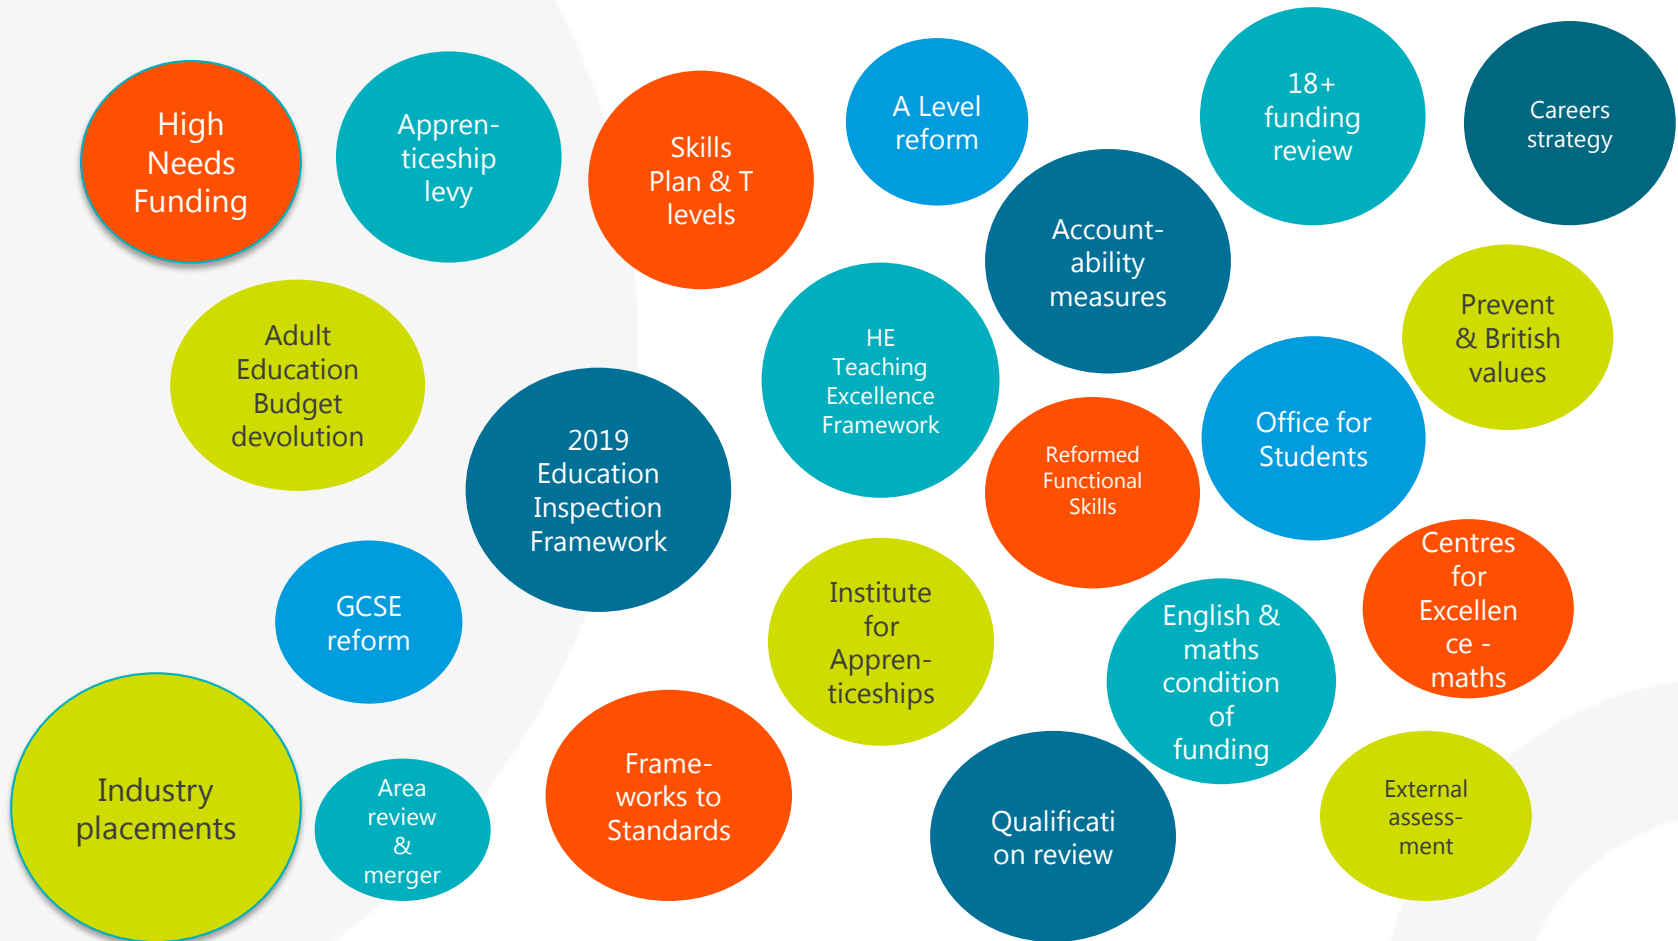 High
Needs
Funding
Appren-
ticeship
levy
Skills
Plan & T
levels
A Level
reform
18+
funding
review
Careers
strategy
Account-
ability
measures
Prevent
& British
values
Adult
Education
Budget
devolution
HE
Teaching
Excellence
Framework
Office for
Students
2019
Education
Inspection
Framework
Reformed
Functional
Skills
Centres
for
Excellen
ce -
maths
GCSE
reform
Institute
for
Appren-
ticeships
English &
maths
condition
of
funding
Industry
placements
Area
review
&
merger
Frame-
works to
Standards
Qualificati
on review
External
assess-
ment